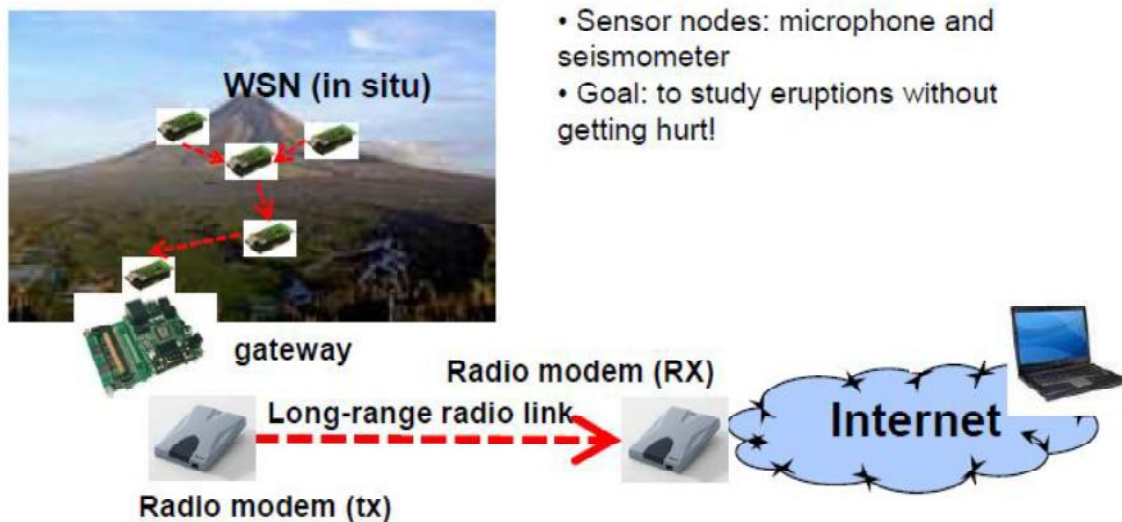 • Sensor nodes: microphone and
seismometer
• Goal: to study eruptions without
getting hurt!
WSN (in situ)
gateway
Radio modem (RX)
Long-range radio link
Internet
Radio modem (tx)